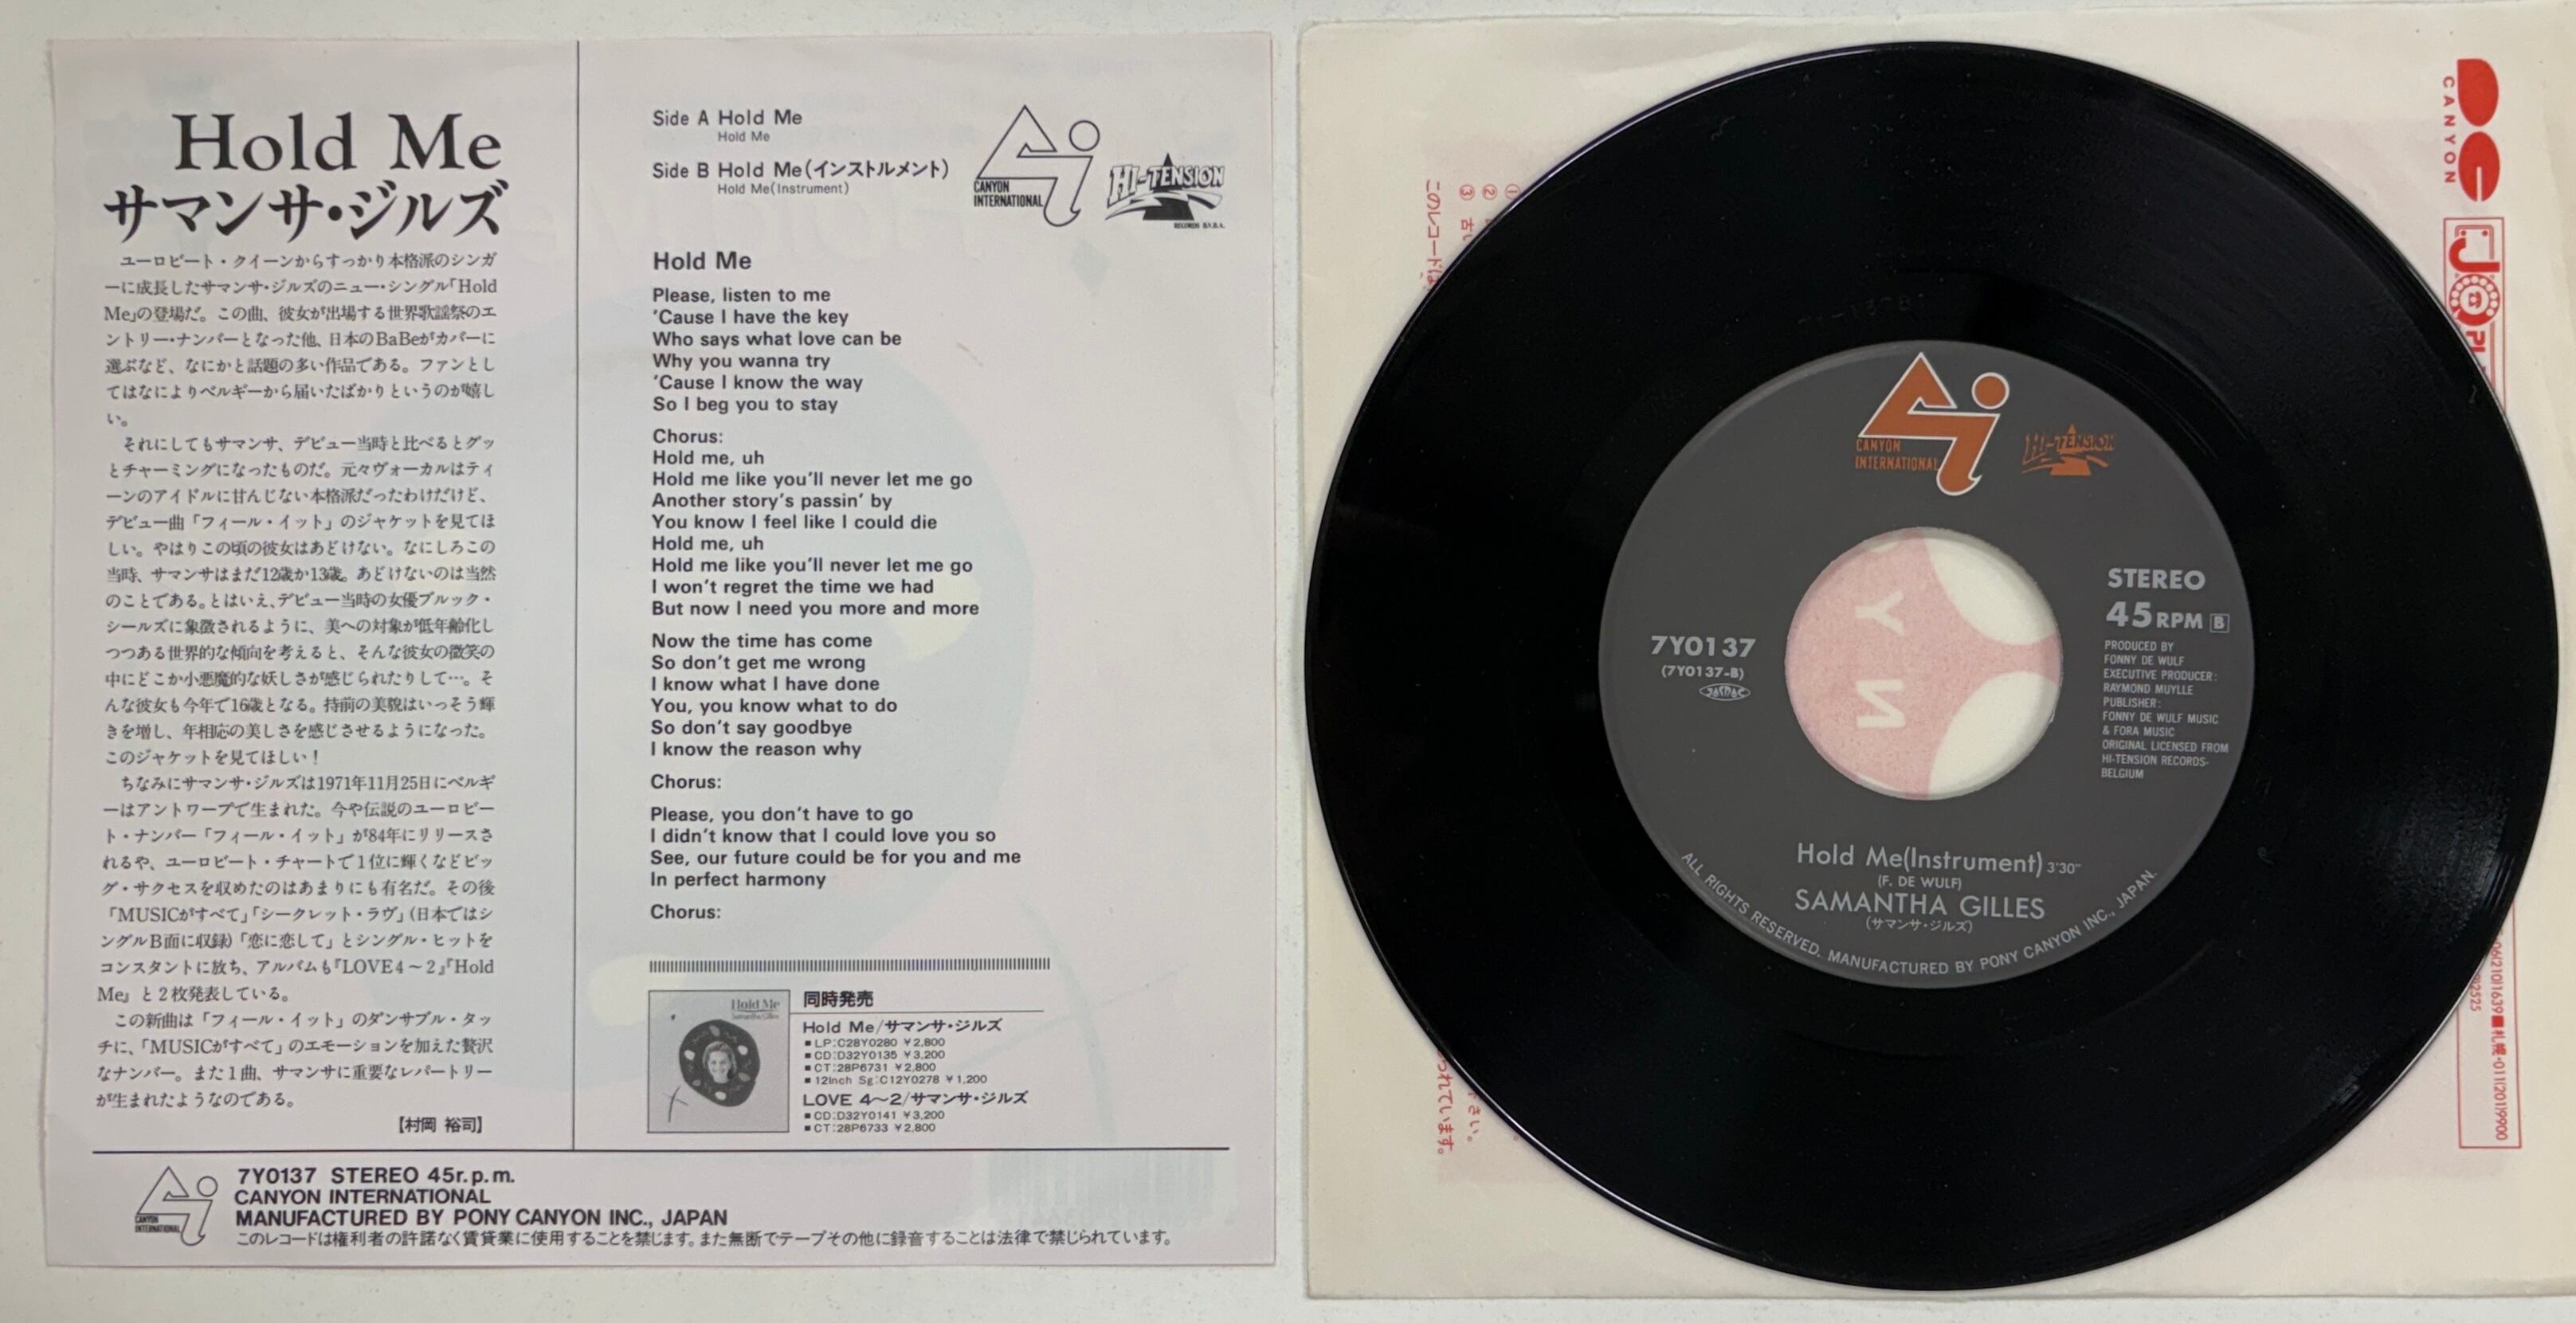 Hold Me
サマンサ・ジルズ
ユーロビート・クイーンからすっかり本格派のシンガ
ーに成長したサマンサ・ジルズのニュー・シングル「Hold
Me」の登場だ。この曲、彼女が出場する世界歌謡祭のエ
ントリー・ナンバーとなった他、日本のBaBeがカバーに
選ぶなど、なにかと話題の多い作品である。ファンとし
てはなによりベルギーから届いたばかりというのが嬉し
い。
それにしてもサマンサ、デビュー当時と比べるとグッ
とチャーミングになったものだ。元々ヴォーカルはティ
ーンのアイドルに甘んじない本格派だったわけだけど、
デビュー曲「フィール・イット」のジャケットを見てほ
しい。やはりこの頃の彼女はあどけない。なにしろこの
当時、サマンサはまだ12歳か13歳。あどけないのは当然
のことである。とはいえ、デビュー当時の女優ブルック・
シールズに象徴されるように、美への対象が低年齢化し
つつある世界的な傾向を考えると、そんな彼女の微笑の
中にどこか小悪魔的な妖しさが感じられたりして…。そ
んな彼女も今年で16歳となる。持前の美貌はいっそう輝
きを増し、年相応の美しさを感じさせるようになった。
このジャケットを見てほしい！
ちなみにサマンサ・ジルズは1971年11月25日にベルギ
ーはアントワープで生まれた。今や伝説のユーロビー
ト・ナンバー「フィール・イット」が84年にリリースさ
れるや、ユーロビート・チャートで1位に輝くなどビッ
グ・サクセスを収めたのはあまりにも有名だ。その後
「MUSICがすべて」「シークレット・ラヴ」(日本ではシ
ングルB面に収録)「恋に恋して」とシングル・ヒットを
コンスタントに放ち、アルバムも『LOVE4〜2』『Hold
Me』と2枚発表している。
この新曲は「フィール・イット」のダンサブル・タッ
チに、「MUSICがすべて」のエモーションを加えた贅沢
なナンバー。また1曲、サマンサに重要なレパートリー
が生まれたようなのである。
【村岡 裕司】
Side A Hold Me
Hold Me
Side B Hold Me(インストルメント)
Hold Me(Instrument)
CANYON
INTERNATIONAL
HI-TENSION
RECORDS B.V.B.A.
Hold Me
Please, listen to me
'Cause I have the key
Who says what love can be
Why you wanna try
'Cause I know the way
So I beg you to stay
Chorus:
Hold me, uh
Hold me like you'll never let me go
Another story's passin' by
You know I feel like I could die
Hold me, uh
Hold me like you'll never let me go
I won't regret the time we had
But now I need you more and more
Now the time has come
So don't get me wrong
I know what I have done
You, you know what to do
So don't say goodbye
I know the reason why
Chorus:
Please, you don't have to go
I didn't know that I could love you so
See, our future could be for you and me
In perfect harmony
Chorus:
Hold Me
Samantha Gilles
同時発売
Hold Me/サマンサ・ジルズ
■LP:C28Y0280 ¥2,800
■CD:D32Y0135 ¥3,200
■CT:28P6731 ¥2,800
■12inch Sg:C12Y0278 ¥1,200
LOVE 4〜2/サマンサ・ジルズ
■CD:D32Y0141 ¥3,200
■CT:28P6733 ¥2,800
CANYON
INTERNATIONAL
7Y0137 STEREO 45r.p.m.
CANYON INTERNATIONAL
MANUFACTURED BY PONY CANYON INC., JAPAN
このレコードは権利者の許諾なく賃貸業に使用することを禁じます。また無断でテープその他に録音することは法律で禁じられています。
CANYON
INTERNATIONAL
HI-TENSION
STEREO
45 RPM B
7Y0137
(7Y0137-B)
PRODUCED BY
FONNY DE WULF
EXECUTIVE PRODUCER:
RAYMOND MUYLLE
PUBLISHER:
FONNY DE WULF MUSIC
& FORA MUSIC
ORIGINAL LICENSED FROM
HI-TENSION RECORDS-
BELGIUM
Hold Me(Instrument) 3'30"
(F. DE WULF)
SAMANTHA GILLES
(サマンサ・ジルズ)
ALL RIGHTS RESERVED. MANUFACTURED BY PONY CANYON INC., JAPAN.
CANYON
このレコードは
われています。
さい。
■札幌・011(201)9900